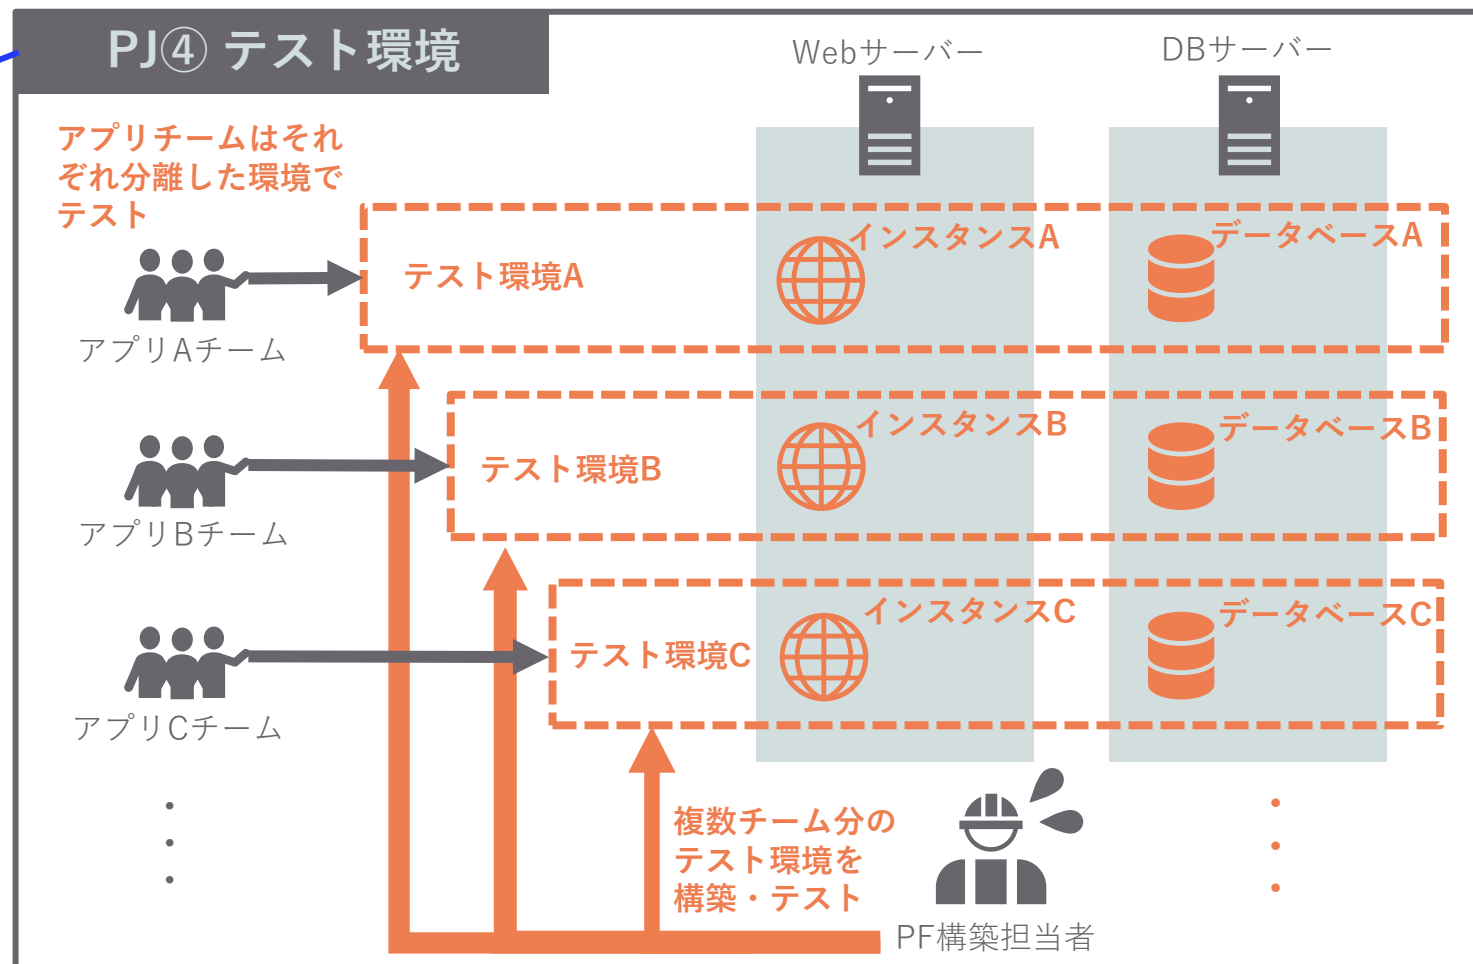 PJ④ テスト環境
Webサーバー
DBサーバー
アプリチームはそれ
ぞれ分離した環境で
テスト
アプリAチーム
テスト環境A
インスタンスA
データベースA
アプリBチーム
テスト環境B
インスタンスB
データベースB
アプリCチーム
テスト環境C
インスタンスC
データベースC
複数チーム分の
テスト環境を
構築・テスト
PF構築担当者